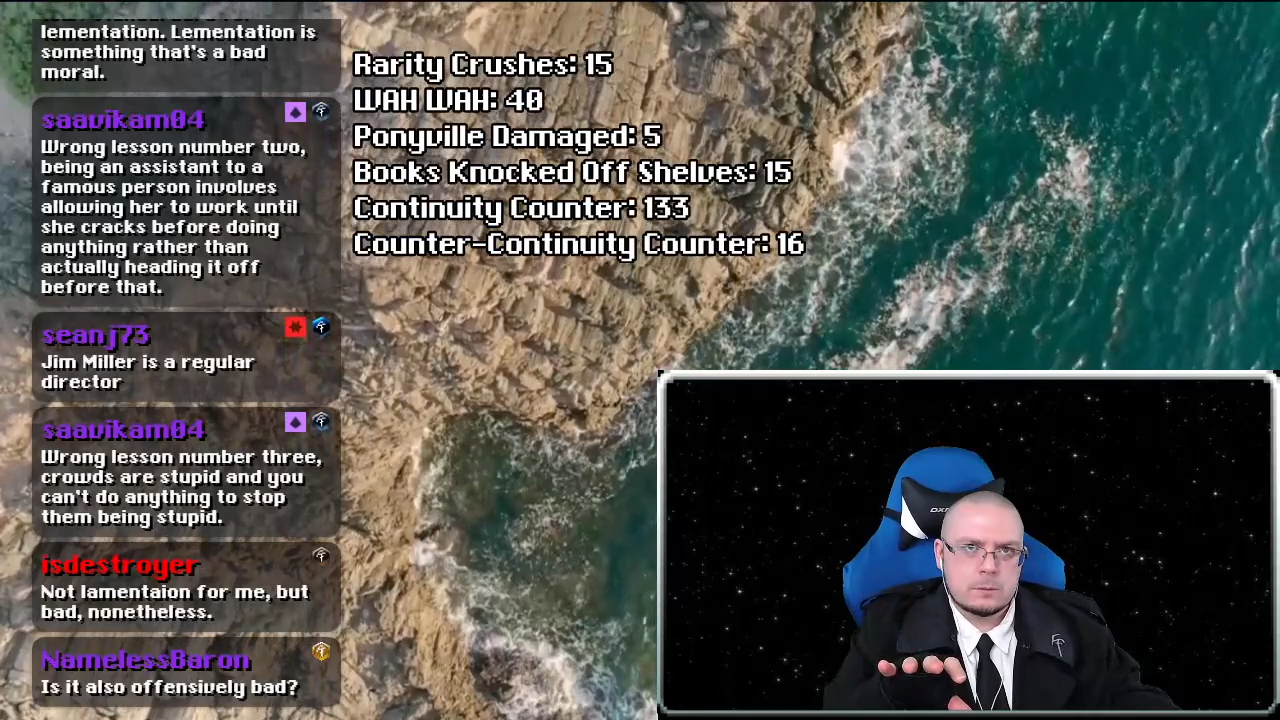 lementation. Lementation is
something that's a bad
moral.
saavikam04
Wrong lesson number two,
being an assistant to a
famous person involves
allowing her to work until
she cracks before doing
anything rather than
actually heading it off
before that.
seanj73
Jim Miller is a regular
director
saavikam04
Wrong lesson number three,
crowds are stupid and you
can't do anything to stop
them being stupid.
isdestroyer
Not lamentaion for me, but
bad, nonetheless.
NamelessBaron
Is it also offensively bad?
Rarity Crushes: 15
WAH WAH: 40
Ponyville Damaged: 5
Books Knocked Off Shelves: 15
Continuity Counter: 133
Counter-Continuity Counter: 16